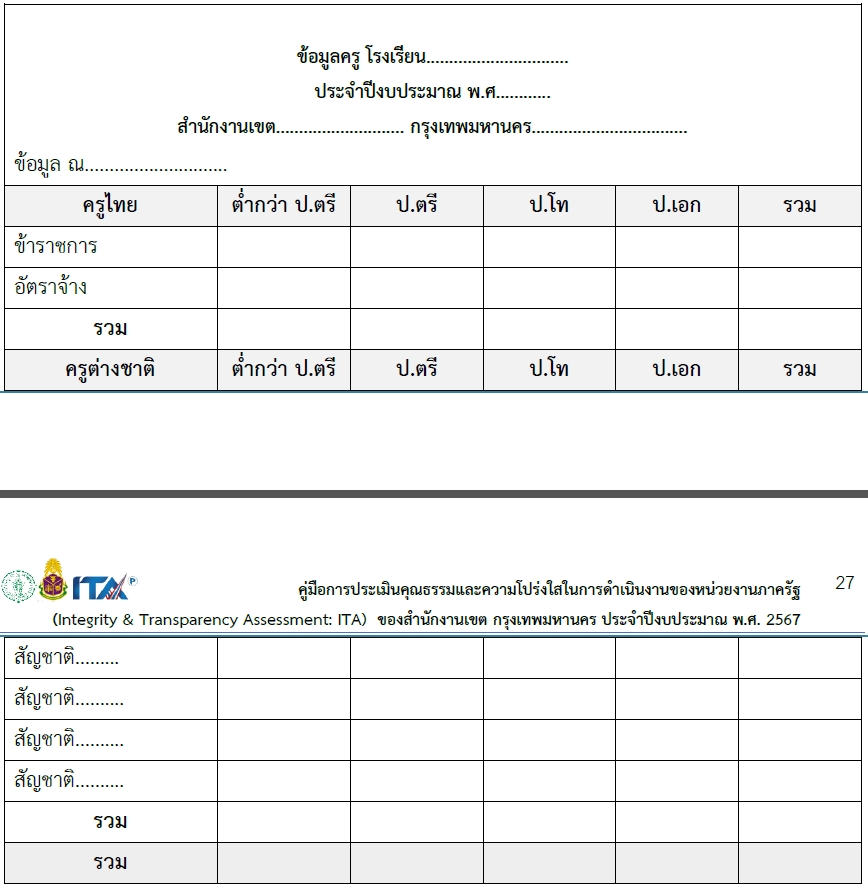 ข้อมูลครู โรงเรียน...............................
ประจำปีงบประมาณ พ.ศ............
สำนักงานเขต............................ กรุงเทพมหานคร..................................
ข้อมูล ณ............................
ครูไทย ต่ำกว่า ป.ตรี ป.ตรี ป.โท ป.เอก รวม
ข้าราชการ
อัตราจ้าง
รวม
ครูต่างชาติ ต่ำกว่า ป.ตรี ป.ตรี ป.โท ป.เอก รวม
ITA P
คู่มือการประเมินคุณธรรมและความโปร่งใสในการดำเนินงานของหน่วยงานภาครัฐ 27
(Integrity & Transparency Assessment: ITA) ของสำนักงานเขต กรุงเทพมหานคร ประจำปีงบประมาณ พ.ศ. 2567
สัญชาติ.........
สัญชาติ..........
สัญชาติ..........
สัญชาติ..........
รวม
รวม